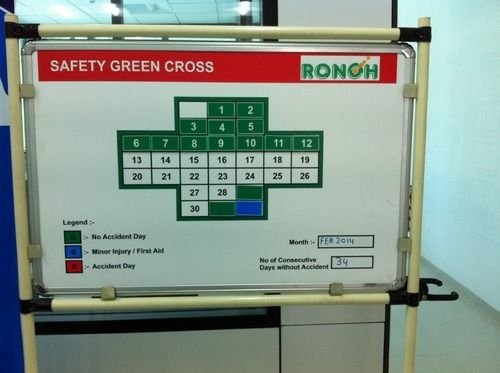 SAFETY GREEN CROSS
RONCH
1 2
3 4 5
6 7 8 9 10 11 12
13 14 15 16 17 18 19
20 21 22 23 24 25 26
27 28
30
Legend :-
G :- No Accident Day
B :- Minor Injury / First Aid
R :- Accident Day
Month :- FEB 2014
No of Consecutive
Days without Accident 34